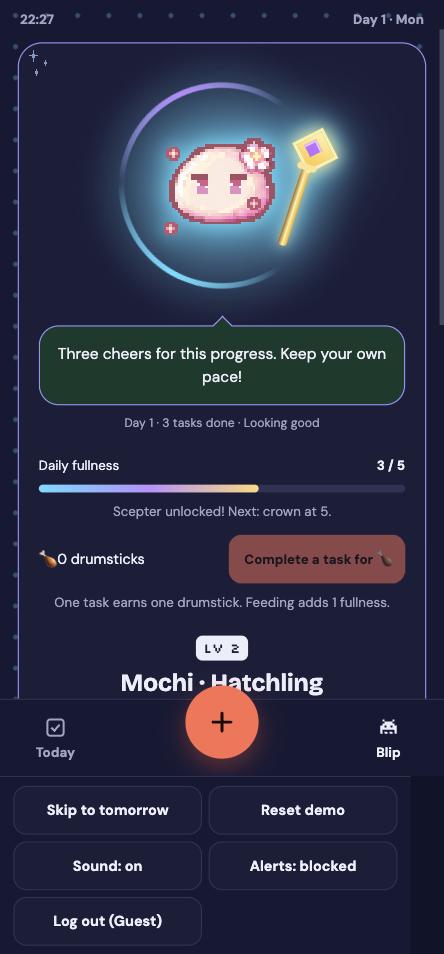 22:27
Day 1 · Mon
Three cheers for this progress. Keep your own
pace!
Day 1 · 3 tasks done · Looking good
Daily fullness
3 / 5
Scepter unlocked! Next: crown at 5.
🍗0 drumsticks
Complete a task for 🍗
One task earns one drumstick. Feeding adds 1 fullness.
LV 2
Mochi · Hatchling
+
Today
Blip
Skip to tomorrow
Reset demo
Sound: on
Alerts: blocked
Log out (Guest)